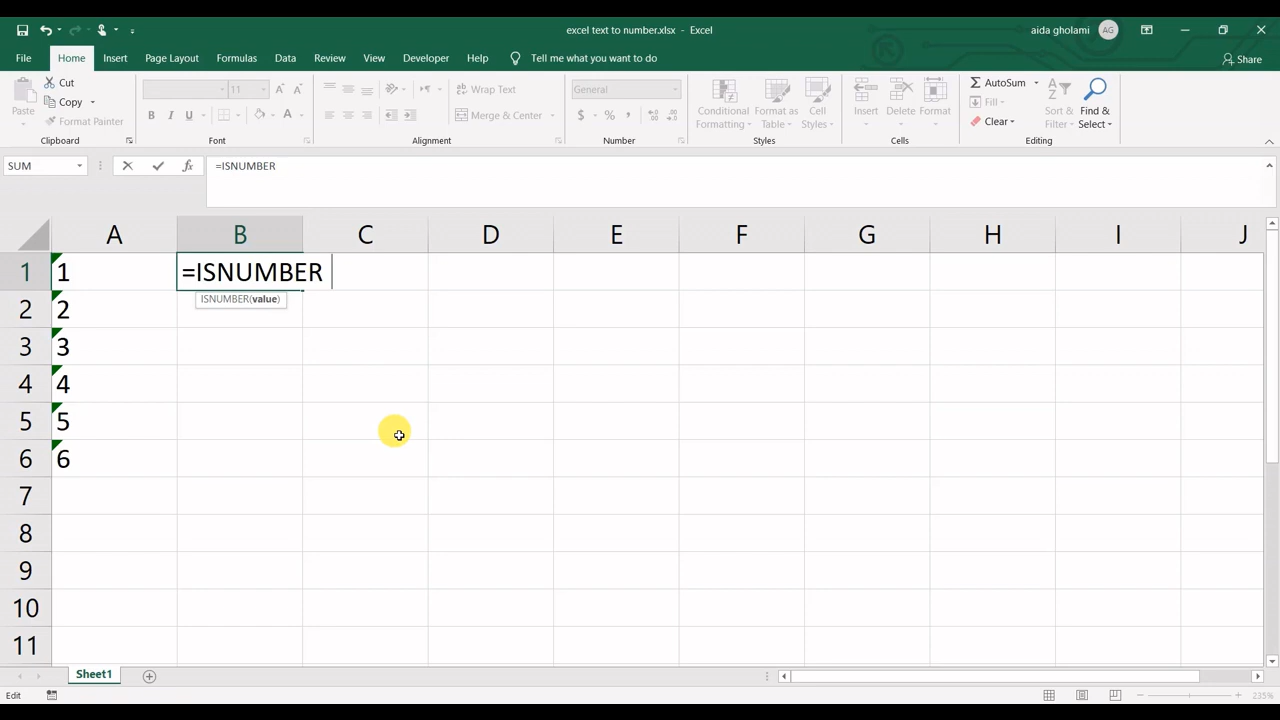 excel text to number.xlsx - Excel
aida gholami AG
File Home Insert Page Layout Formulas Data Review View Developer Help Tell me what you want to do Share
Paste
Cut
Copy
Format Painter
Clipboard
B I U
Font
Wrap Text
Merge & Center
Alignment
General
$ % ,
Number
Conditional Formatting
Format as Table
Cell Styles
Styles
Insert Delete Format
Cells
AutoSum
Fill
Clear
Sort & Filter
Find & Select
Editing
SUM fx =ISNUMBER
A B C D E F G H I J
1 1 =ISNUMBER
ISNUMBER(value)
2 2
3 3
4 4
5 5
6 6
7
8
9
10
11
Sheet1
Edit 235%